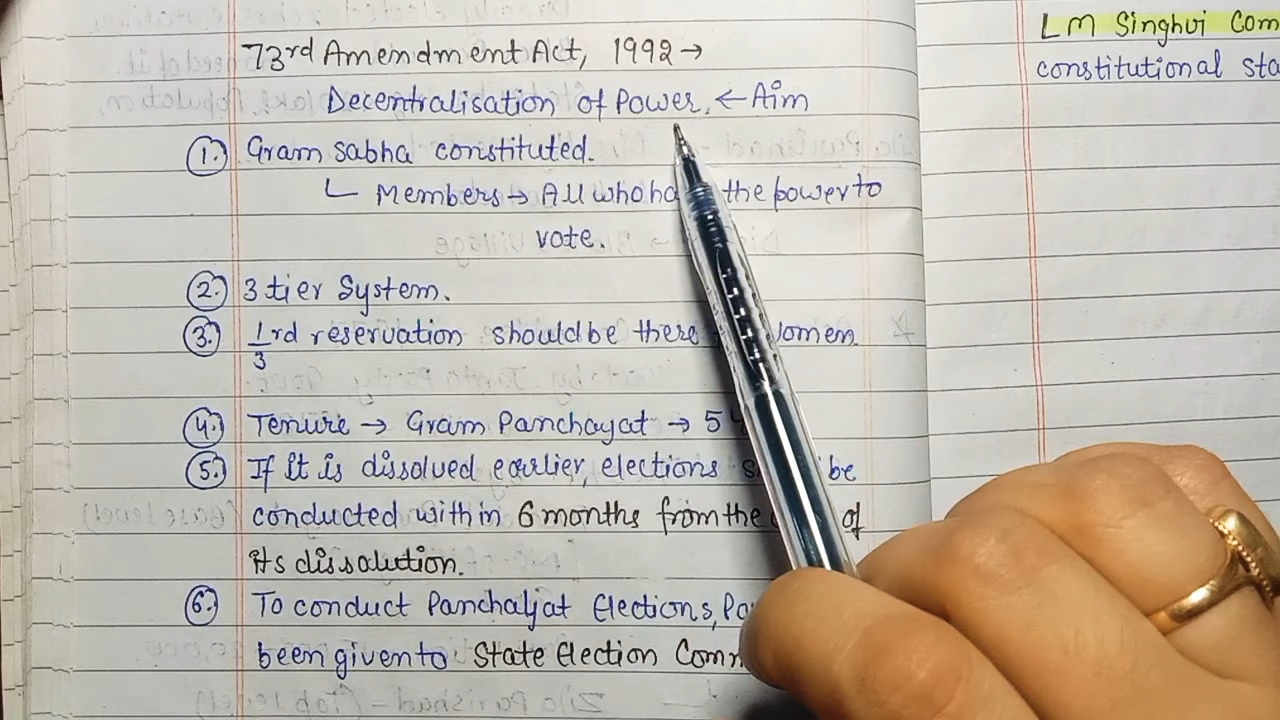 73rd Amendment Act, 1992 →
Decentralisation of Power. ← Aim
1. Gram sabha constituted.
└ Members → All who the power to
vote.
2. 3 tier System.
3. 1/3rd reservation should be there Women.
4. Tenure → Gram Panchayat → 5
5. If it is dissolved earlier, elections be
conducted within 6 months from the of
its dissolution.
6. To conduct Panchayat Elections,
been given to State Election
LM Singhvi Com
constitutional sta